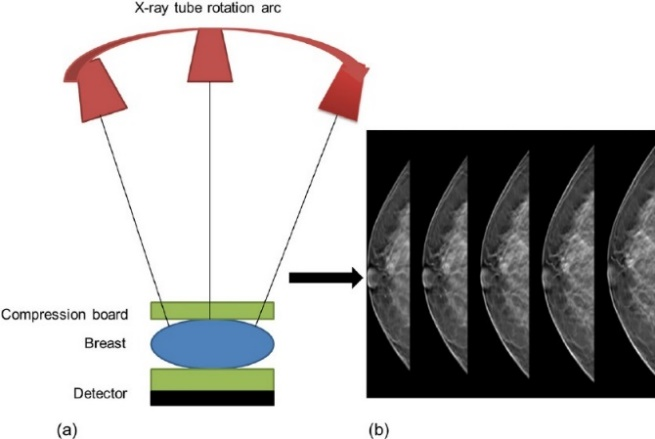 X-ray tube rotation arc
Compression board
Breast
Detector
(a)
(b)